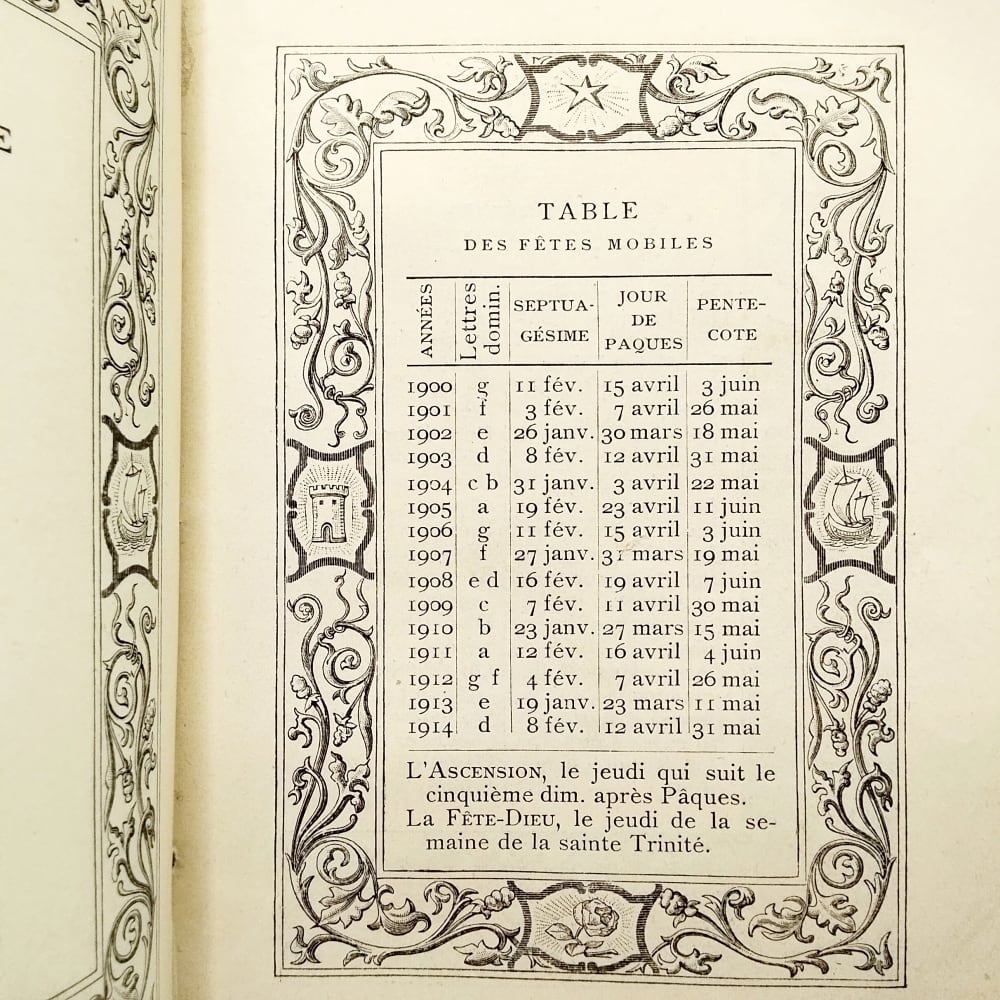 E
TABLE
DES FÊTES MOBILES
ANNÉES Lettres domin. SEPTUA-GÉSIME JOUR DE PAQUES PENTE-COTE
1900 g 11 fév. 15 avril 3 juin
1901 f 3 fév. 7 avril 26 mai
1902 e 26 janv. 30 mars 18 mai
1903 d 8 fév. 12 avril 31 mai
1904 c b 31 janv. 3 avril 22 mai
1905 a 19 fév. 23 avril 11 juin
1906 g 11 fév. 15 avril 3 juin
1907 f 27 janv. 31 mars 19 mai
1908 e d 16 fév. 19 avril 7 juin
1909 c 7 fév. 11 avril 30 mai
1910 b 23 janv. 27 mars 15 mai
1911 a 12 fév. 16 avril 4 juin
1912 g f 4 fév. 7 avril 26 mai
1913 e 19 janv. 23 mars 11 mai
1914 d 8 fév. 12 avril 31 mai
L'ASCENSION, le jeudi qui suit le
cinquième dim. après Pâques.
La FÊTE-DIEU, le jeudi de la se-
maine de la sainte Trinité.